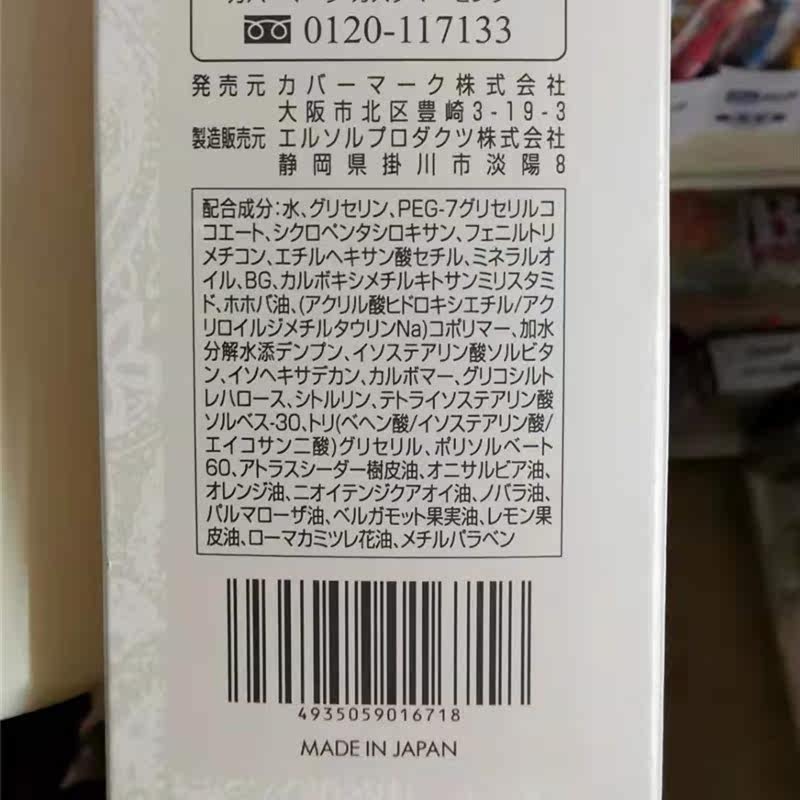 0120-117133
発売元 カバーマーク株式会社
大阪市北区豊崎3-19-3
製造販売元 エルソルプロダクツ株式会社
静岡県掛川市淡陽8
配合成分:水、グリセリン、PEG-7グリセリルココ
コエート、シクロペンタシロキサン、フェニルトリ
メチコン、エチルヘキサン酸セチル、ミネラルオ
イル、BG、カルボキシメチルキトサンミリスタミ
ド、ホホバ油、(アクリル酸ヒドロキシエチル/アク
リロイルジメチルタウリンNa)コポリマー、加水
分解水添デンプン、イソステアリン酸ソルビタ
ン、イソヘキサデカン、カルボマー、グリコシルト
レハロース、シトルリン、テトライソステアリン酸
ソルベス-30、トリ(ベヘン酸/イソステアリン酸/
エイコサン二酸)グリセリル、ポリソルベート
60、アトラスシーダー樹皮油、オニサルビア油、
オレンジ油、ニオイテンジクアオイ油、ノバラ油、
パルマローザ油、ベルガモット果実油、レモン果
皮油、ローマカミツレ花油、メチルパラベン
4935059016718
MADE IN JAPAN